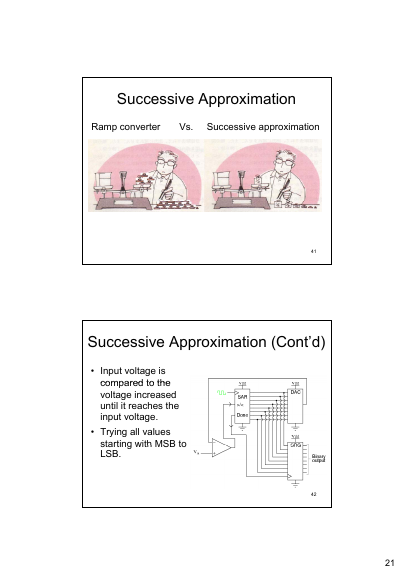 Successive Approximation
Ramp converter Vs. Successive approximation
41
Successive Approximation (Cont'd)
• Input voltage is
compared to the
voltage increased
until it reaches the
input voltage.
• Trying all values
starting with MSB to
LSB.
SAR
DAC
Done
SRG
Binary
output
42
21